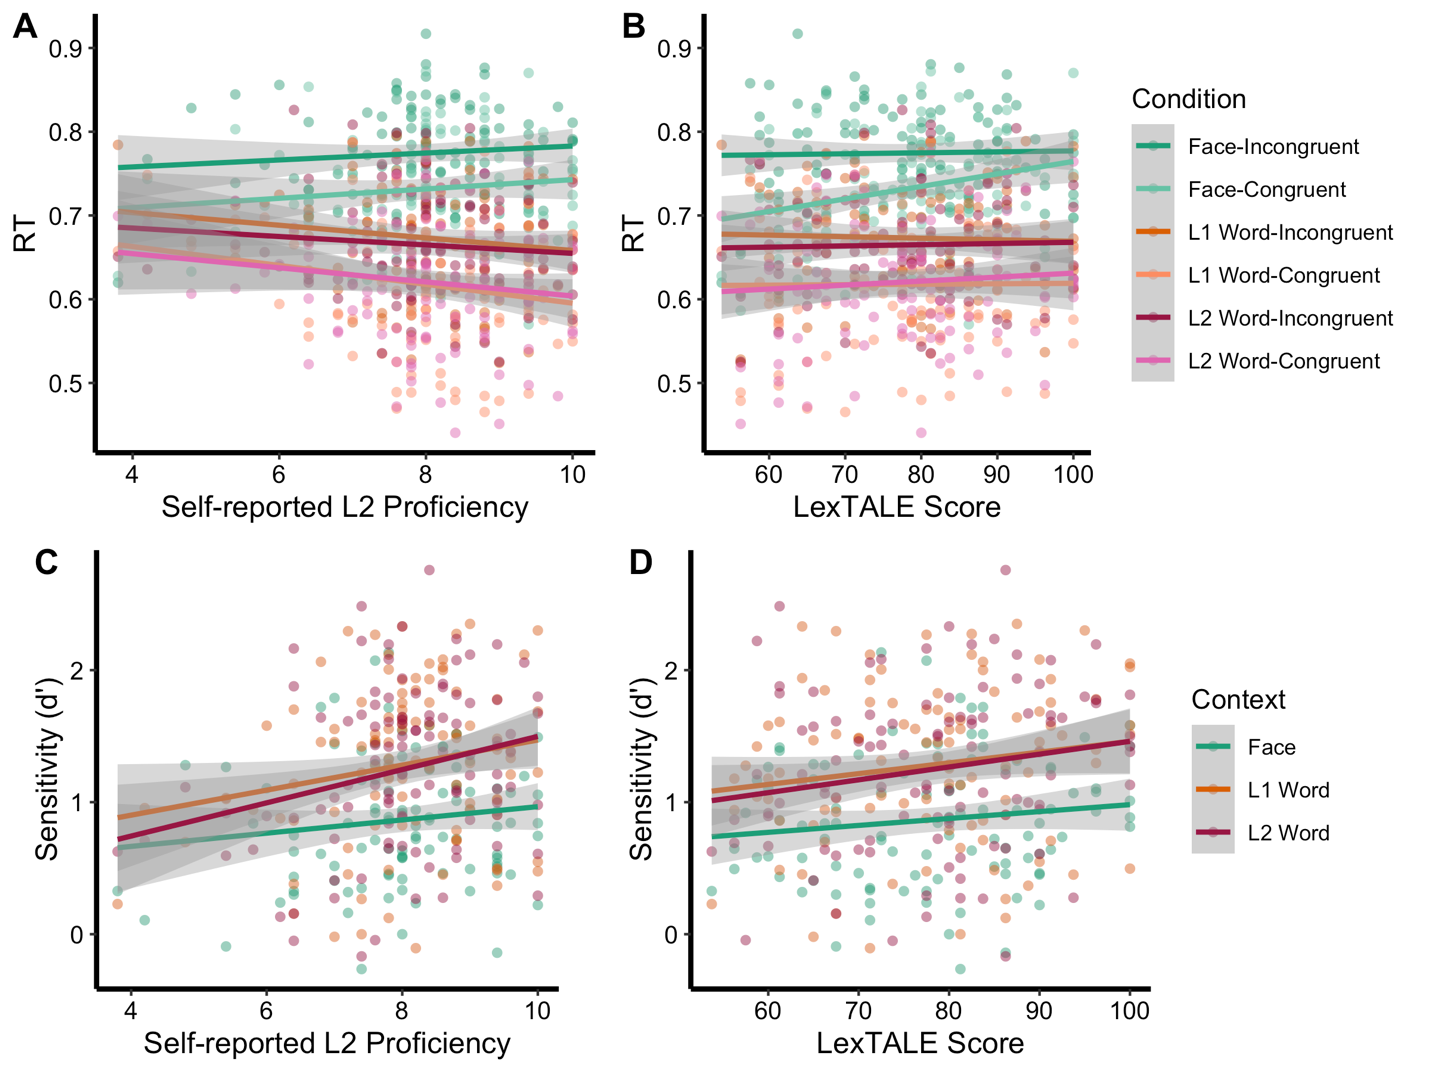 A
B
0.9
0.8
0.7
0.6
0.5
RT
4
6
8
10
Self-reported L2 Proficiency
0.9
0.8
0.7
0.6
0.5
RT
60
70
80
90
100
LexTALE Score
Condition
Face-Incongruent
Face-Congruent
L1 Word-Incongruent
L1 Word-Congruent
L2 Word-Incongruent
L2 Word-Congruent
C
D
2
1
0
Sensitivity (d')
4
6
8
10
Self-reported L2 Proficiency
2
1
0
Sensitivity (d')
60
70
80
90
100
LexTALE Score
Context
Face
L1 Word
L2 Word